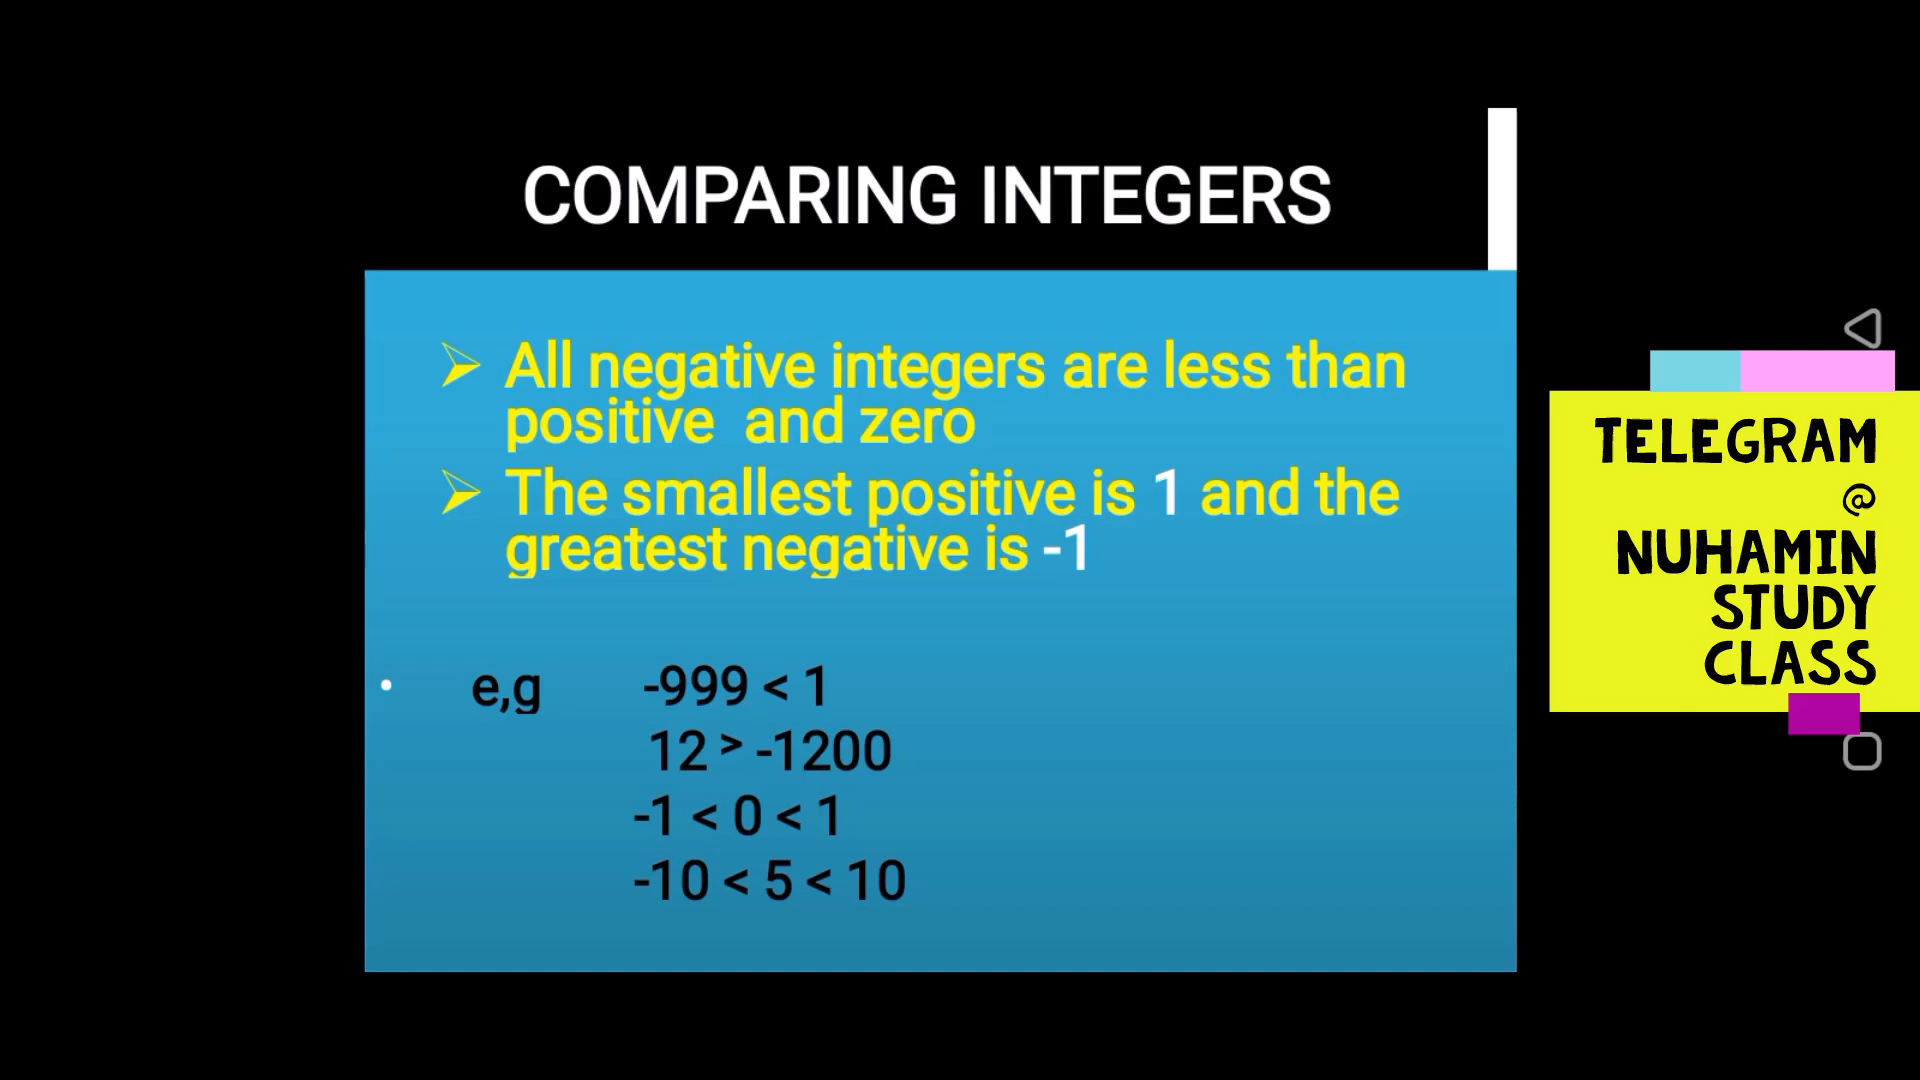 COMPARING INTEGERS
➢ All negative integers are less than
positive and zero
➢ The smallest positive is 1 and the
greatest negative is -1
• e,g -999 < 1
12 > -1200
-1 < 0 < 1
-10 < 5 < 10
TELEGRAM
@
NUHAMIN
STUDY
CLASS